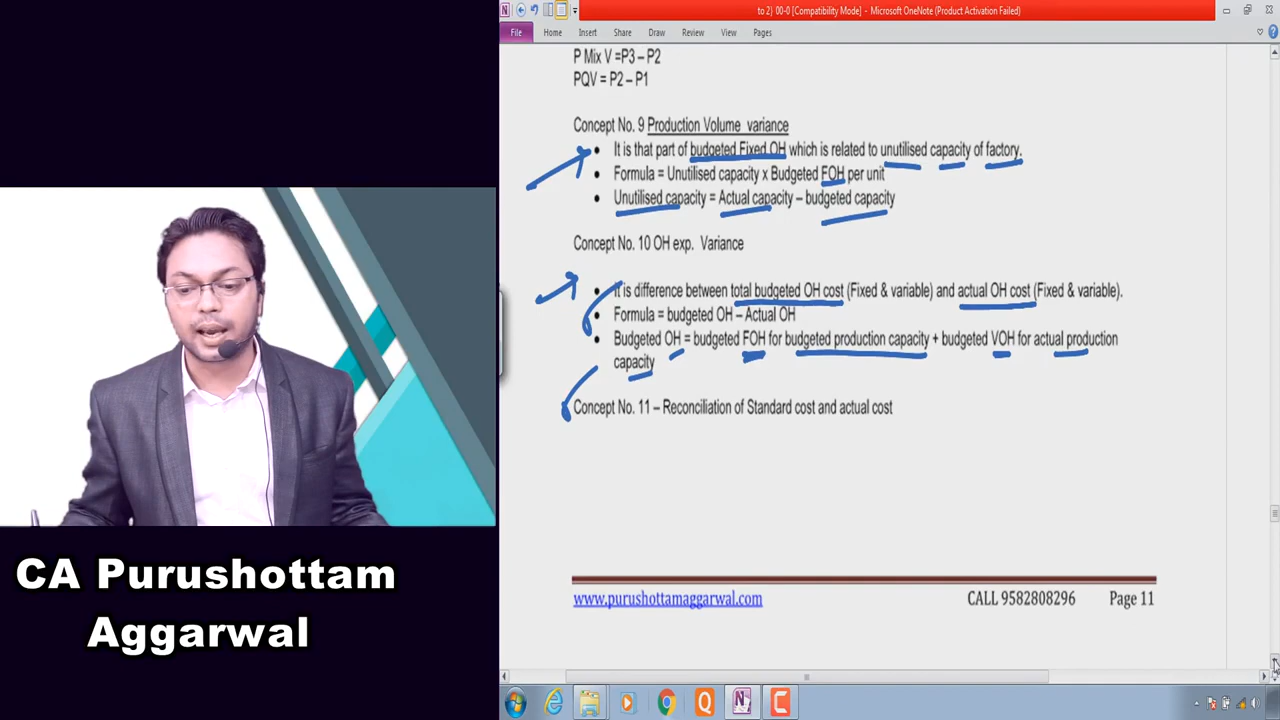 to 2) 00-0 [Compatibility Mode] - Microsoft OneNote (Product Activation Failed)
File Home Insert Share Draw Review View Pages
P Mix V =P3 – P2
PQV = P2 – P1
Concept No. 9 Production Volume variance
• It is that part of budgeted Fixed OH which is related to unutilised capacity of factory.
• Formula = Unutilised capacity x Budgeted FOH per unit
• Unutilised capacity = Actual capacity – budgeted capacity
Concept No. 10 OH exp. Variance
• It is difference between total budgeted OH cost (Fixed & variable) and actual OH cost (Fixed & variable).
• Formula = budgeted OH – Actual OH
• Budgeted OH = budgeted FOH for budgeted production capacity + budgeted VOH for actual production
capacity
Concept No. 11 – Reconciliation of Standard cost and actual cost
www.purushottamaggarwal.com CALL 9582808296 Page 11
CA Purushottam
Aggarwal